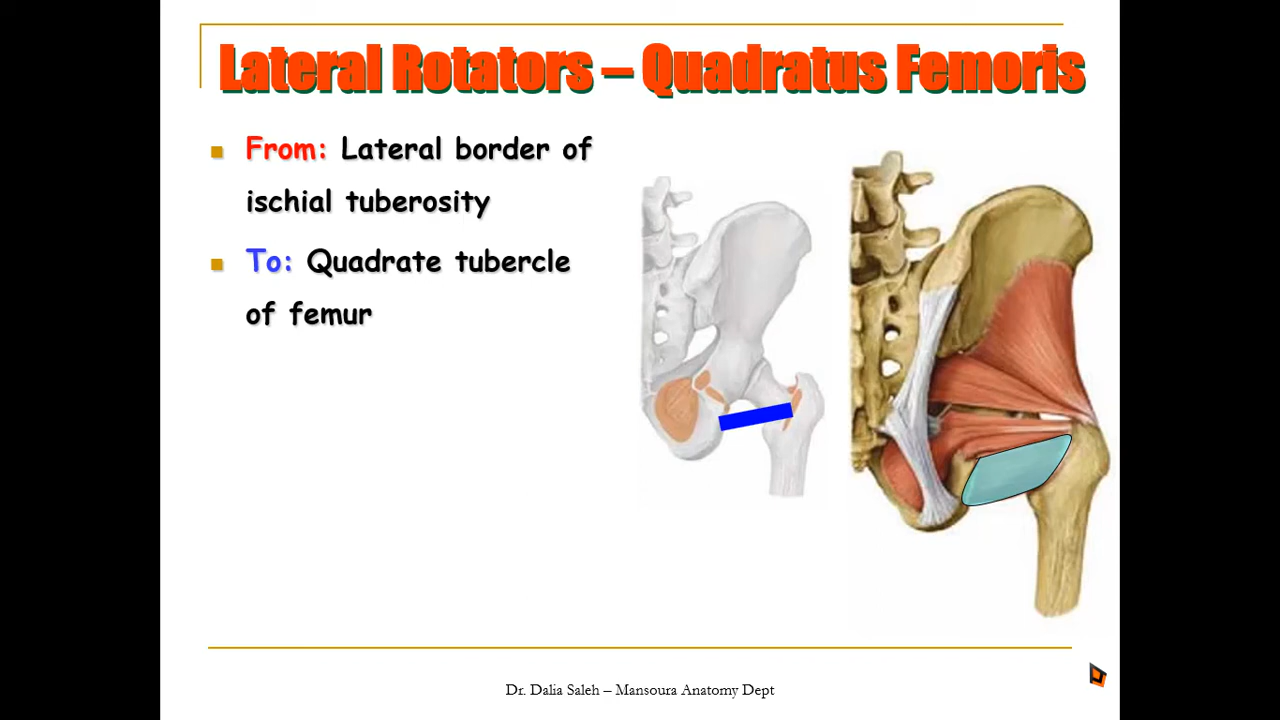 Lateral Rotators – Quadratus Femoris
From: Lateral border of
ischial tuberosity
To: Quadrate tubercle
of femur
Dr. Dalia Saleh – Mansoura Anatomy Dept